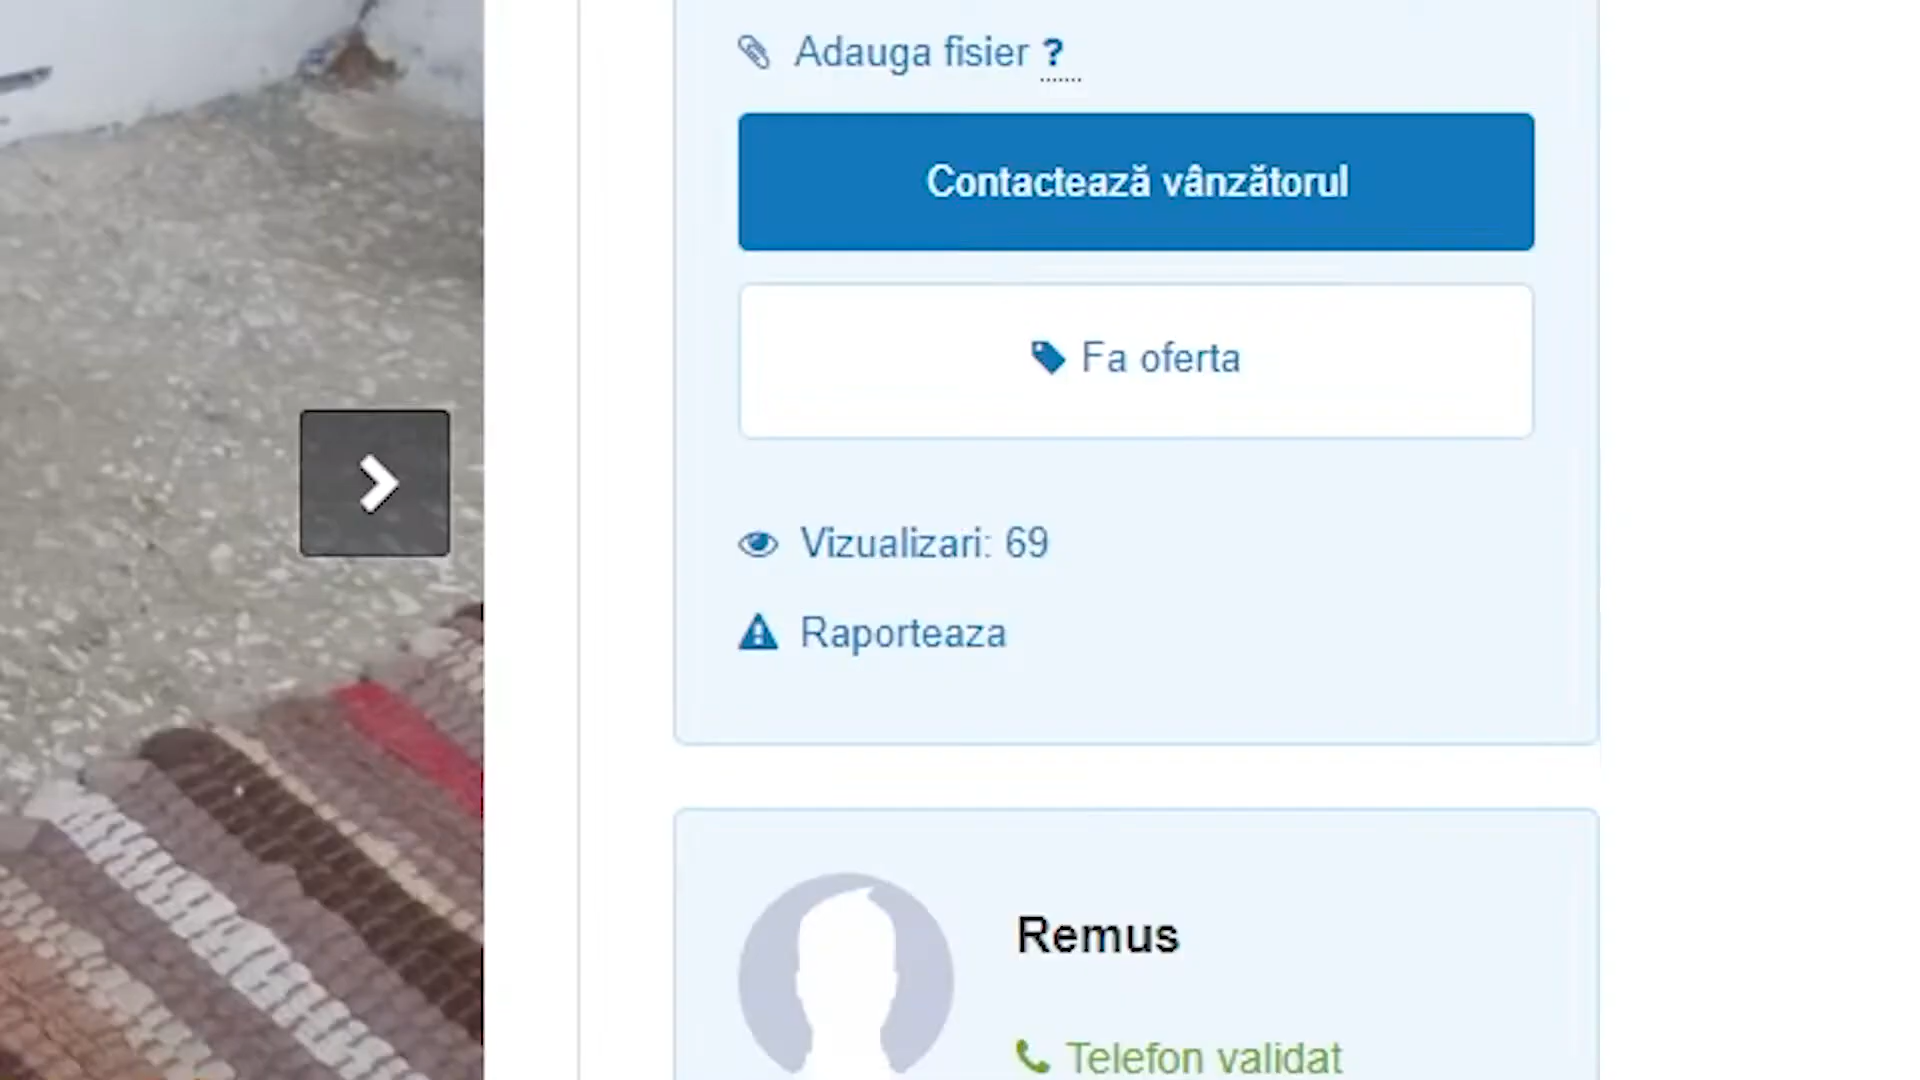 Adauga fisier ?
Contactează vânzătorul
Fa oferta
Vizualizari: 69
Raporteaza
Remus
Telefon validat